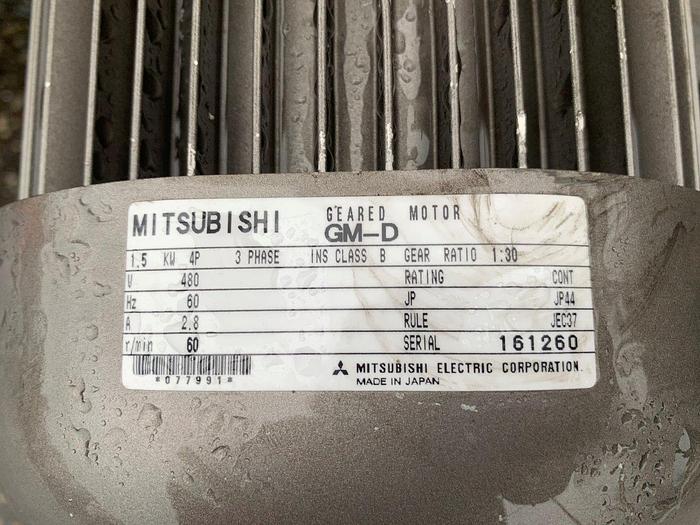 MITSUBISHI GEARED MOTOR
GM-D
1.5 KW 4P 3 PHASE INS CLASS B GEAR RATIO 1:30
V 480 RATING CONT
Hz 60 JP JP44
A 2.8 RULE JEC37
r/min 60 SERIAL 161260
*077991* MITSUBISHI ELECTRIC CORPORATION.
MADE IN JAPAN